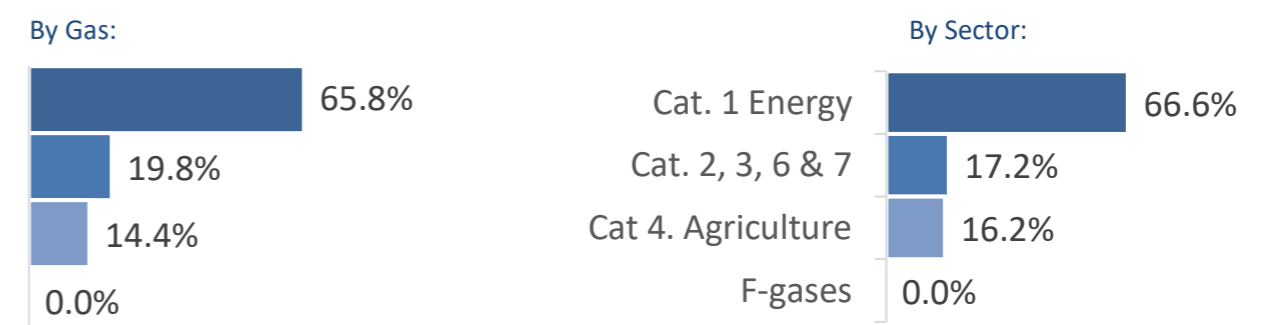 By Gas:
65.8%
19.8%
14.4%
0.0%
By Sector:
Cat. 1 Energy 66.6%
Cat. 2, 3, 6 & 7 17.2%
Cat 4. Agriculture 16.2%
F-gases 0.0%